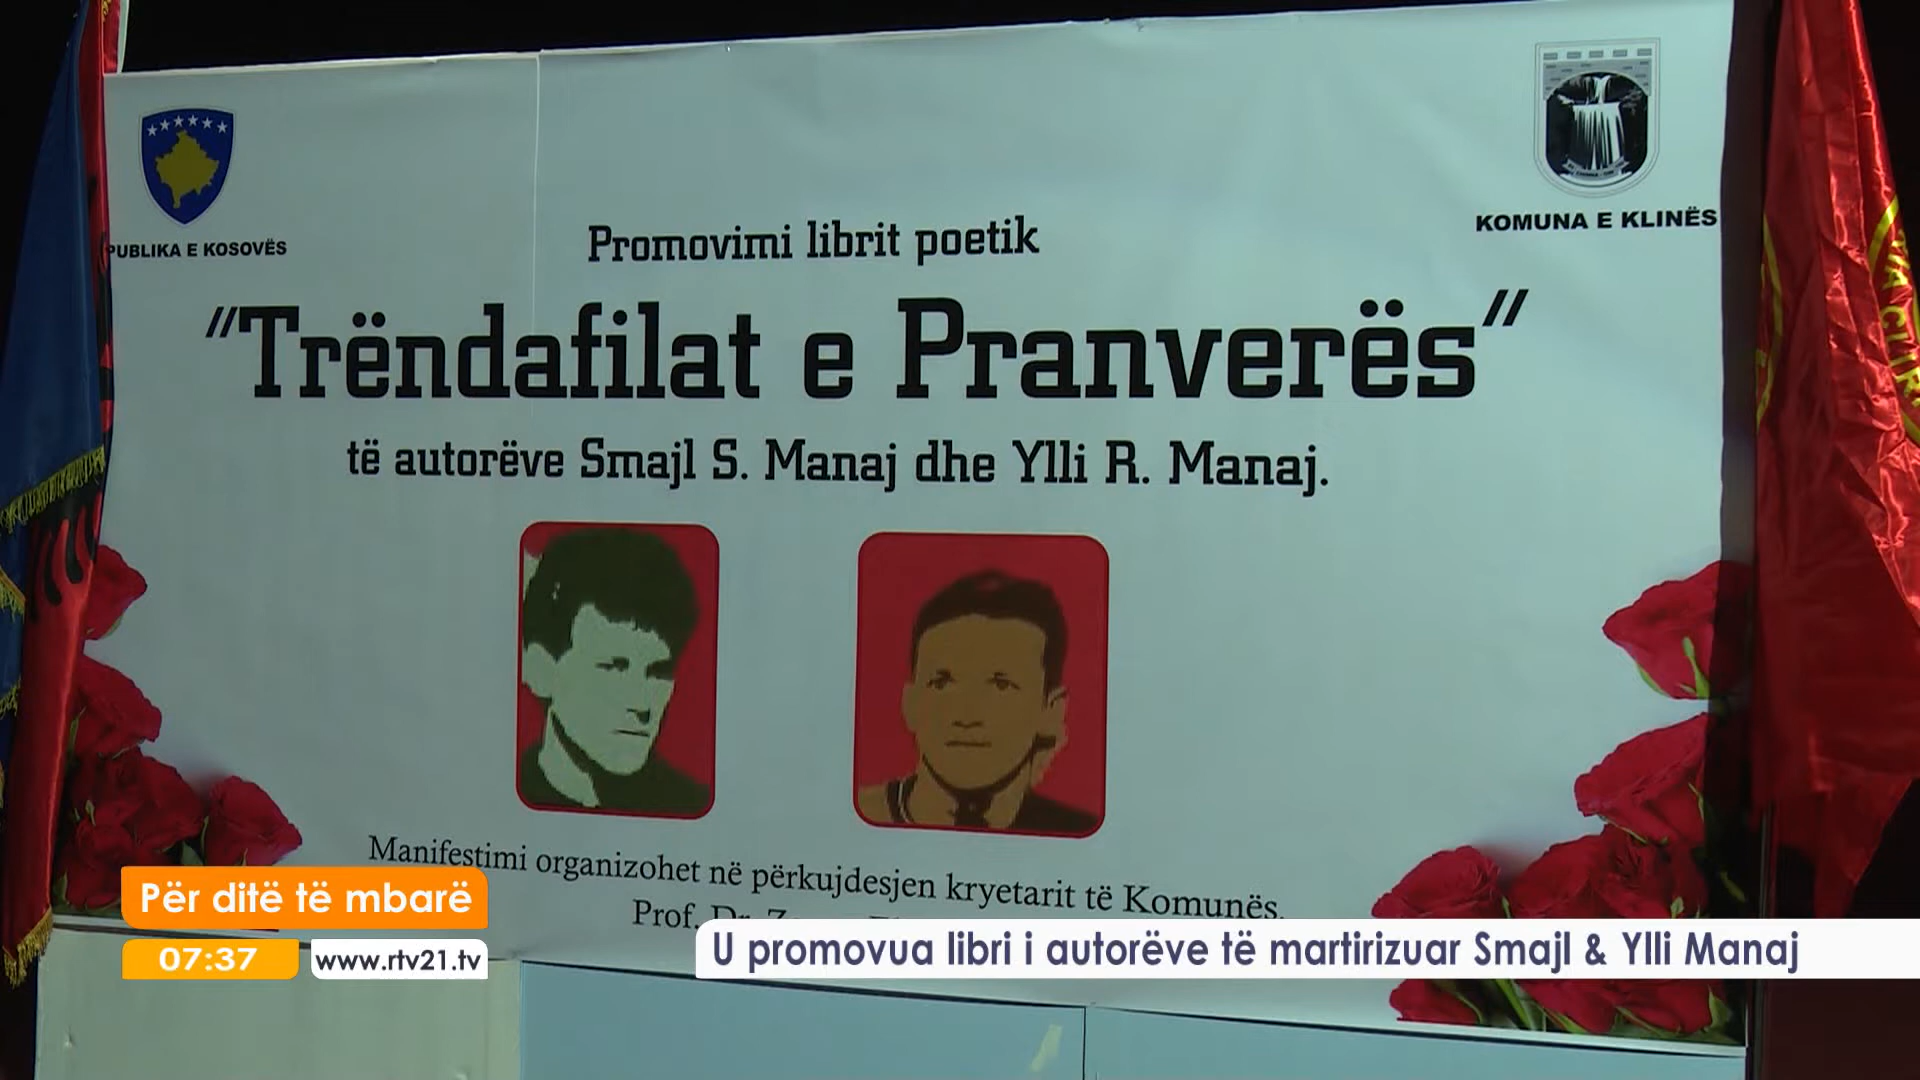 PUBLIKA E KOSOVËS
KOMUNA E KLINËS
Promovimi librit poetik
"Trëndafilat e Pranverës"
të autorëve Smajl S. Manaj dhe Ylli R. Manaj.
Manifestimi organizohet në përkujdesjen kryetarit të Komunës,
Prof. Dr.
Për ditë të mbarë
07:37
www.rtv21.tv
U promovua libri i autorëve të martirizuar Smajl & Ylli Manaj